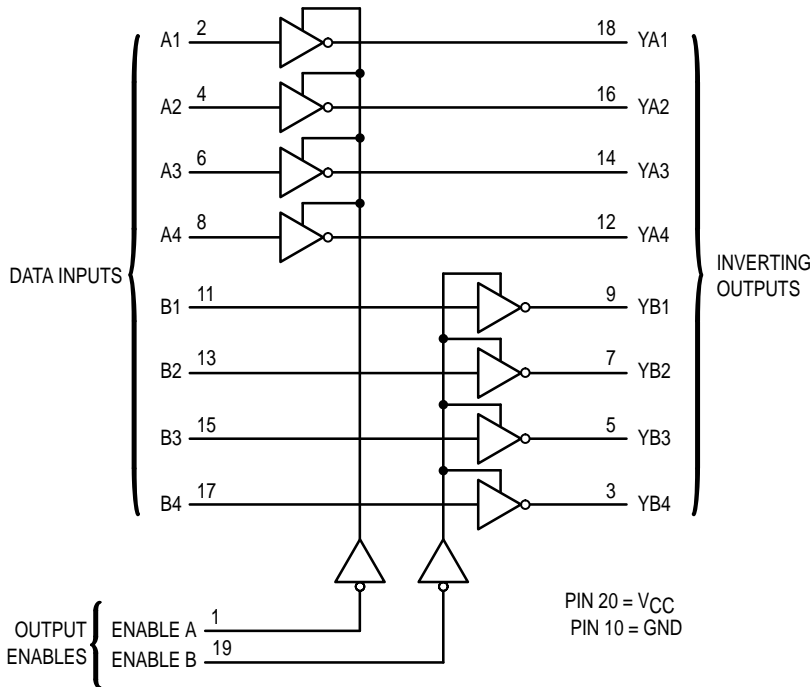 A1 2 18 YA1
A2 4 16 YA2
A3 6 14 YA3
A4 8 12 YA4
DATA INPUTS
INVERTING
OUTPUTS
B1 11 9 YB1
B2 13 7 YB2
B3 15 5 YB3
B4 17 3 YB4
OUTPUT
ENABLES
ENABLE A 1
ENABLE B 19
PIN 20 = VCC
PIN 10 = GND